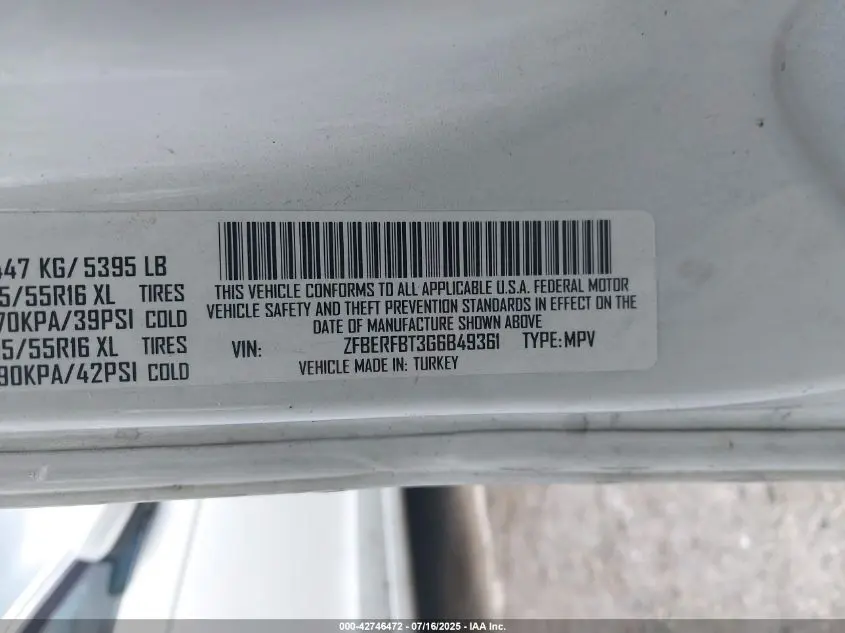 447 KG/ 5395 LB
5/55R16 XL TIRES
70KPA/39PSI COLD
5/55R16 XL TIRES
90KPA/42PSI COLD
THIS VEHICLE CONFORMS TO ALL APPLICABLE U.S.A. FEDERAL MOTOR
VEHICLE SAFETY AND THEFT PREVENTION STANDARDS IN EFFECT ON THE
DATE OF MANUFACTURE SHOWN ABOVE
VIN: ZFBERFBT3G6B49361 TYPE: MPV
VEHICLE MADE IN: TURKEY
000-42746472 - 07/16/2025 - IAA Inc.